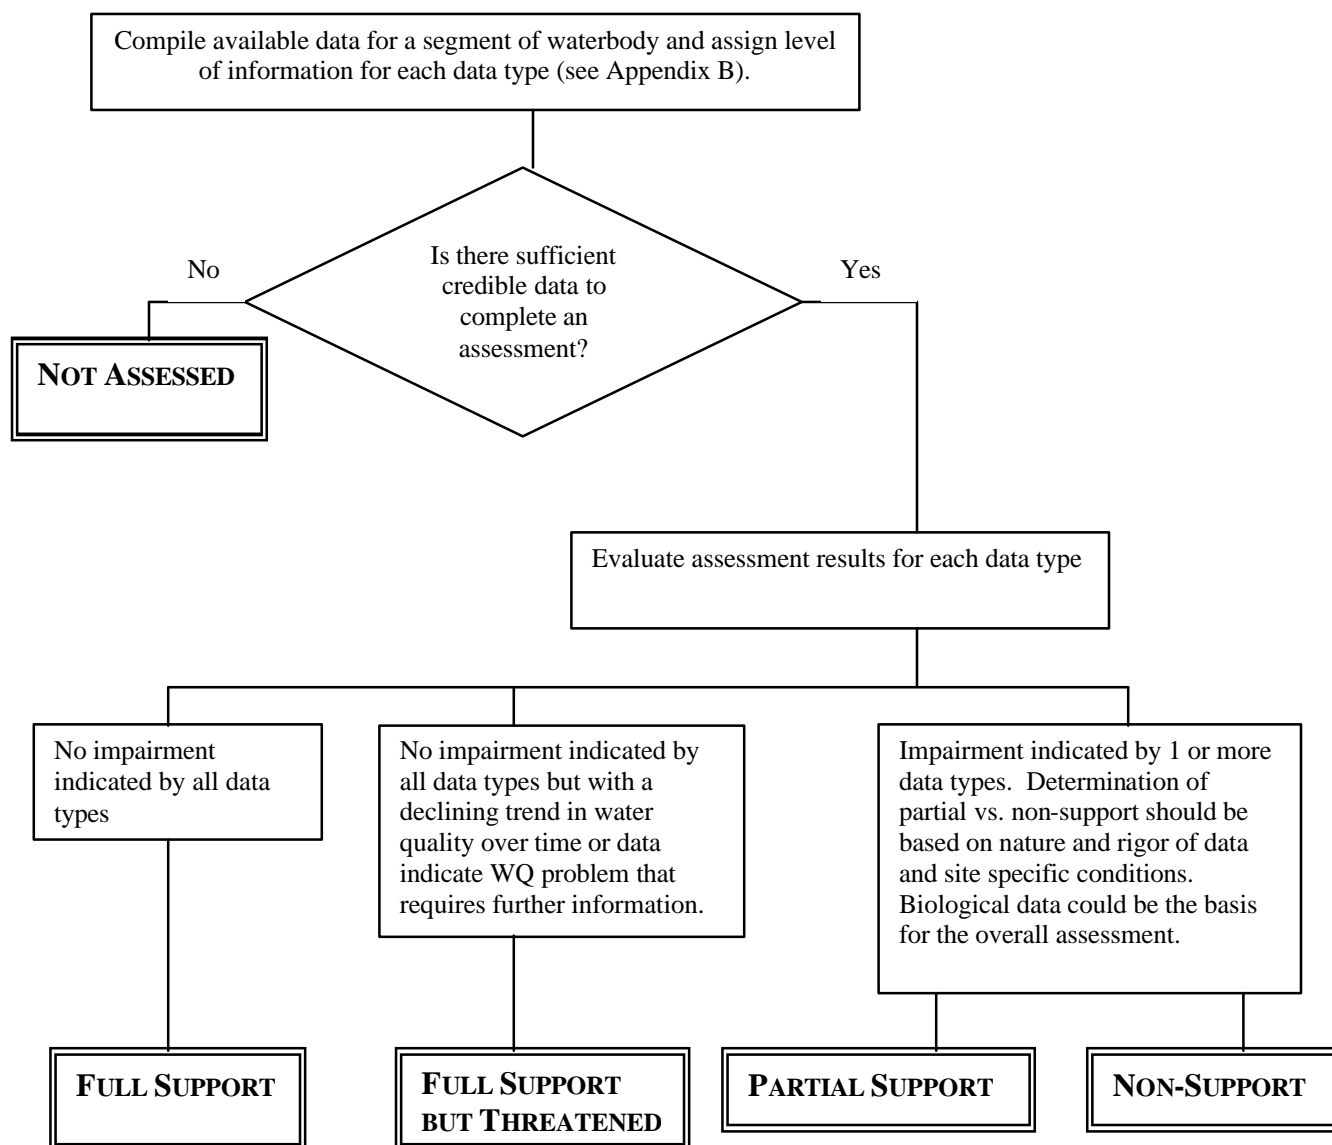 Compile available data for a segment of waterbody and assign level
of information for each data type (see Appendix B).
No
Is there sufficient
credible data to
complete an
assessment?
Yes
NOT ASSESSED
Evaluate assessment results for each data type
No impairment
indicated by all data
types
No impairment indicated by
all data types but with a
declining trend in water
quality over time or data
indicate WQ problem that
requires further information.
Impairment indicated by 1 or more
data types.  Determination of
partial vs. non-support should be
based on nature and rigor of data
and site specific conditions.
Biological data could be the basis
for the overall assessment.
FULL SUPPORT
FULL SUPPORT
BUT THREATENED
PARTIAL SUPPORT
NON-SUPPORT